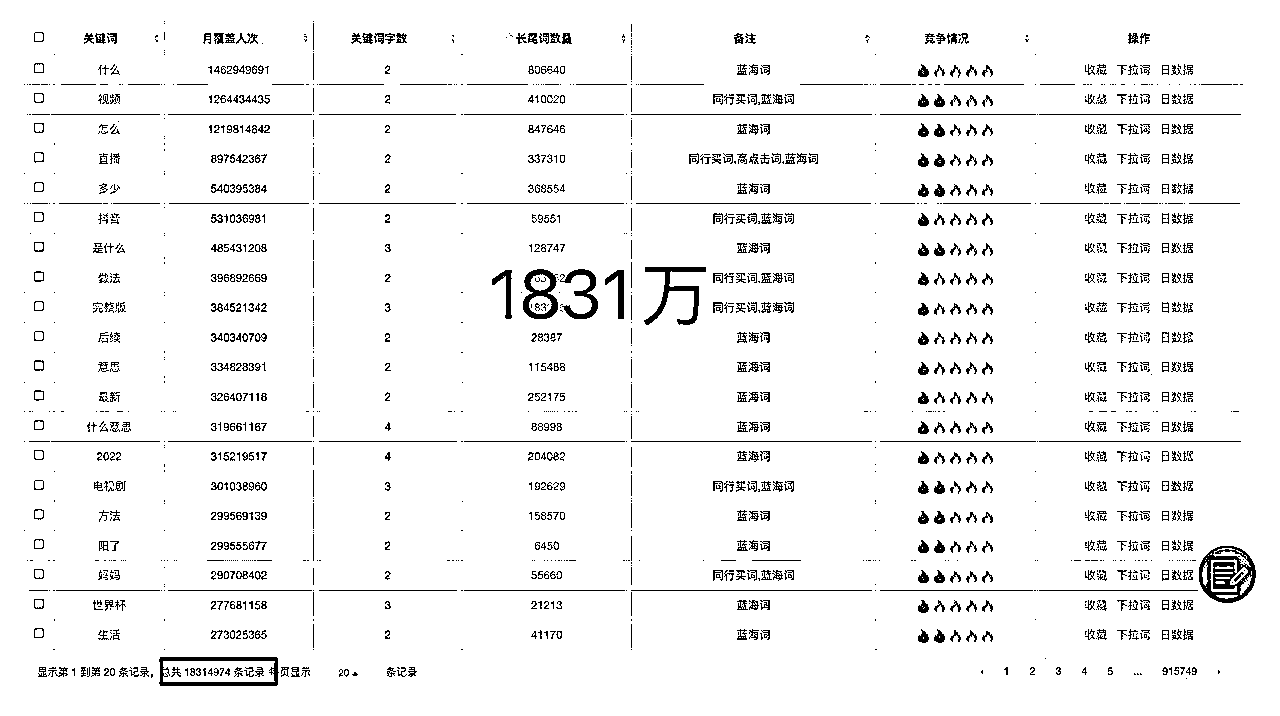 关键词 月覆盖人次 关键词字数 长尾词数量 备注 竞争情况 操作
什么 1462949691 2 806640 蓝海词 收藏 下拉词 日数据
视频 1264434435 2 410020 同行买词,蓝海词 收藏 下拉词 日数据
怎么 1219814842 2 847646 蓝海词 收藏 下拉词 日数据
直播 897542367 2 337310 同行买词,高点击词,蓝海词 收藏 下拉词 日数据
多少 540395384 2 368554 蓝海词 收藏 下拉词 日数据
抖音 531036981 2 59551 同行买词,蓝海词 收藏 下拉词 日数据
是什么 485431208 3 128747 蓝海词 收藏 下拉词 日数据
做法 396892669 2 同行买词,蓝海词 收藏 下拉词 日数据
1831万
完整版 384521342 3 同行买词,蓝海词 收藏 下拉词 日数据
后续 340340709 2 28387 蓝海词 收藏 下拉词 日数据
意思 334828391 2 115488 蓝海词 收藏 下拉词 日数据
最新 326407118 2 252175 蓝海词 收藏 下拉词 日数据
什么意思 319661167 4 88998 蓝海词 收藏 下拉词 日数据
2022 315219517 4 204082 蓝海词 收藏 下拉词 日数据
电视剧 301038960 3 192629 同行买词,蓝海词 收藏 下拉词 日数据
方法 299569139 2 158570 蓝海词 收藏 下拉词 日数据
阳了 299555677 2 6450 蓝海词 收藏 下拉词 日数据
妈妈 290708402 2 55660 同行买词,蓝海词 收藏 下拉词 日数据
世界杯 277681158 3 21213 蓝海词 收藏 下拉词 日数据
生活 273025365 2 41170 蓝海词 收藏 下拉词 日数据
显示第 1 到第 20 条记录，总共 18314974 条记录 每页显示 20 条记录 ‹ 1 2 3 4 5 ... 915749 ›